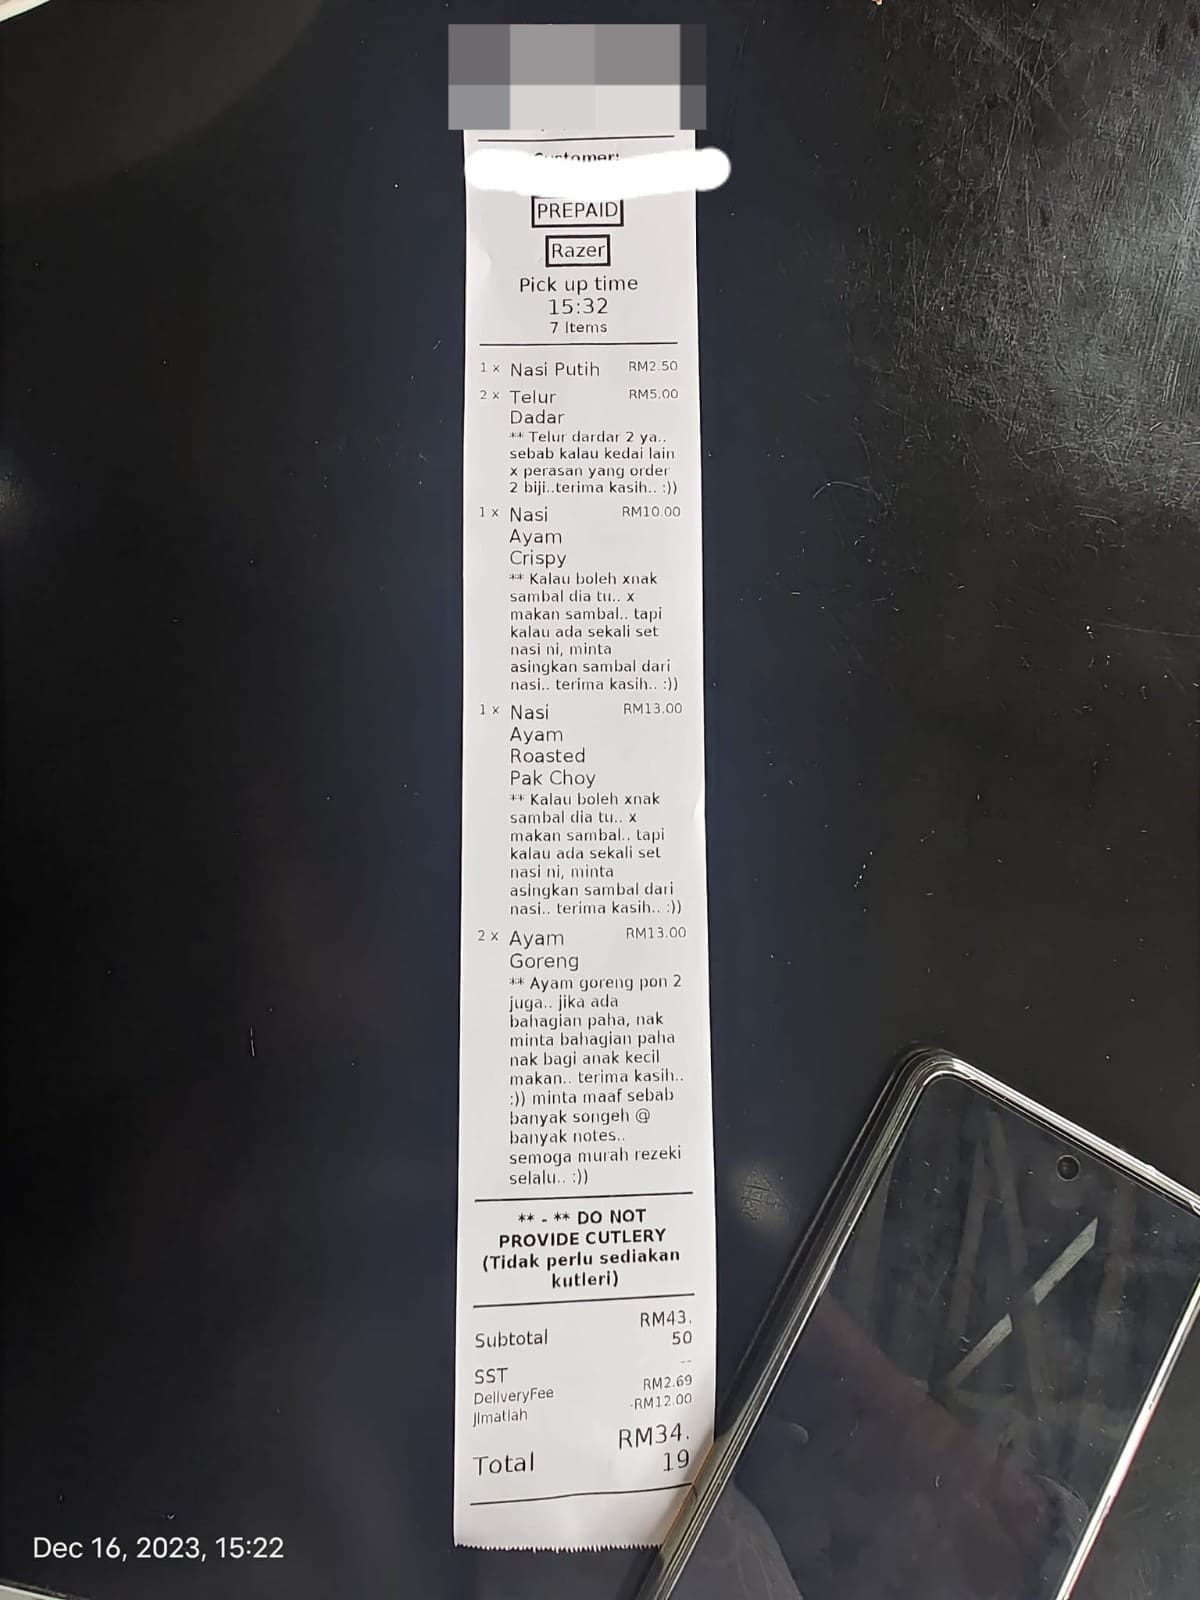 Customer:
PREPAID
Razer
Pick up time
15:32
7 Items
1 x Nasi Putih RM2.50
2 x Telur RM5.00
Dadar
** Telur dardar 2 ya..
sebab kalau kedai lain
x perasan yang order
2 biji..terima kasih.. :))
1 x Nasi RM10.00
Ayam
Crispy
** Kalau boleh xnak
sambal dia tu.. x
makan sambal.. tapi
kalau ada sekali set
nasi ni, minta
asingkan sambal dari
nasi.. terima kasih.. :))
1 x Nasi RM13.00
Ayam
Roasted
Pak Choy
** Kalau boleh xnak
sambal dia tu.. x
makan sambal.. tapi
kalau ada sekali set
nasi ni, minta
asingkan sambal dari
nasi.. terima kasih.. :))
2 x Ayam RM13.00
Goreng
** Ayam goreng pon 2
juga.. jika ada
bahagian paha, nak
minta bahagian paha
nak bagi anak kecil
makan.. terima kasih..
:)) minta maaf sebab
banyak songeh @
banyak notes..
semoga murah rezeki
selalu.. :))
** - ** DO NOT
PROVIDE CUTLERY
(Tidak perlu sediakan
kutleri)
RM43.
Subtotal 50
SST --
DeliveryFee RM2.69
JImatlah -RM12.00
RM34.
Total 19
Dec 16, 2023, 15:22